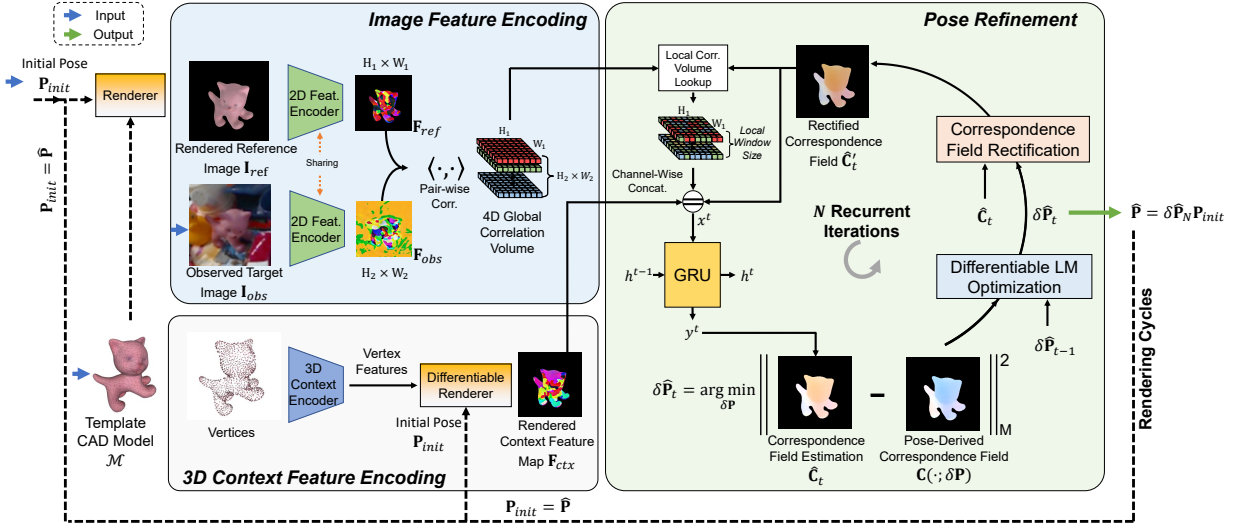 Input
Output
Initial Pose
𝐏_init
Renderer
P_init = P̂
Template
CAD Model
ℳ
Image Feature Encoding
Rendered Reference
Image I_ref
2D Feat.
Encoder
Sharing
2D Feat.
Encoder
Observed Target
Image I_obs
H₁ × W₁
F_ref
F_obs
H₂ × W₂
⟨·,·⟩
Pair-wise
Corr.
H₁
W₁
H₂ × W₂
4D Global
Correlation
Volume
Vertices
3D
Context
Encoder
Vertex
Features
Differentiable
Renderer
Initial Pose
P_init
Rendered
Context Feature
Map F_ctx
3D Context Feature Encoding
Pose Refinement
Local Corr.
Volume
Lookup
H₁
W₁
Local
Window
Size
Channel-Wise
Concat.
x^t
h^{t−1}
GRU
h^t
y^t
Rectified
Correspondence
Field Ĉ′_t
Correspondence
Field Rectification
Ĉ_t
δP̂_t
N Recurrent
Iterations
Differentiable LM
Optimization
δP̂_{t−1}
P̂ = δP̂_N P_init
δP̂_t = arg min
δP
2
M
Correspondence
Field Estimation
Ĉ_t
Pose-Derived
Correspondence Field
C(·; δP)
Rendering Cycles
P_init = P̂